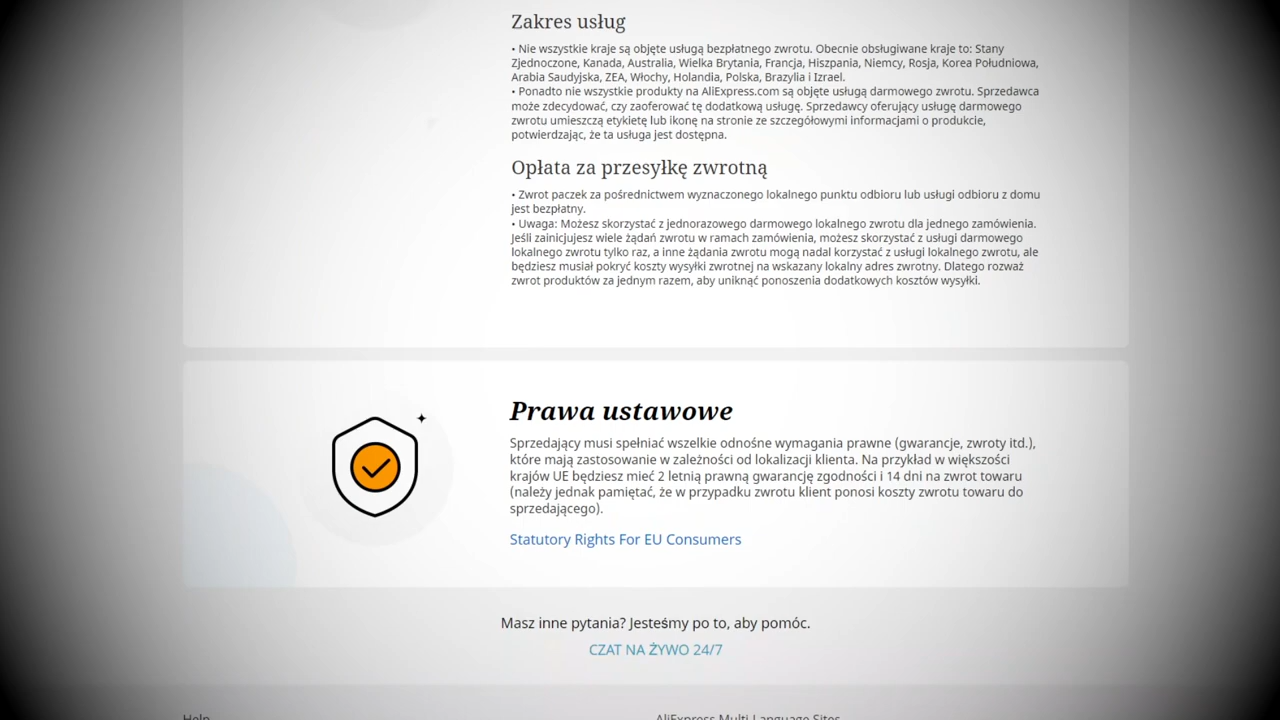 Zakres usług
• Nie wszystkie kraje są objęte usługą bezpłatnego zwrotu. Obecnie obsługiwane kraje to: Stany
Zjednoczone, Kanada, Australia, Wielka Brytania, Francja, Hiszpania, Niemcy, Rosja, Korea Południowa,
Arabia Saudyjska, ZEA, Włochy, Holandia, Polska, Brazylia i Izrael.
• Ponadto nie wszystkie produkty na AliExpress.com są objęte usługą darmowego zwrotu. Sprzedawca
może zdecydować, czy zaoferować tę dodatkową usługę. Sprzedawcy oferujący usługę darmowego
zwrotu umieszczą etykietę lub ikonę na stronie ze szczegółowymi informacjami o produkcie,
potwierdzając, że ta usługa jest dostępna.
Opłata za przesyłkę zwrotną
• Zwrot paczek za pośrednictwem wyznaczonego lokalnego punktu odbioru lub usługi odbioru z domu
jest bezpłatny.
• Uwaga: Możesz skorzystać z jednorazowego darmowego lokalnego zwrotu dla jednego zamówienia.
Jeśli zainicjujesz wiele żądań zwrotu w ramach zamówienia, możesz skorzystać z usługi darmowego
lokalnego zwrotu tylko raz, a inne żądania zwrotu mogą nadal korzystać z usługi lokalnego zwrotu, ale
będziesz musiał pokryć koszty wysyłki zwrotnej na wskazany lokalny adres zwrotny. Dlatego rozważ
zwrot produktów za jednym razem, aby uniknąć ponoszenia dodatkowych kosztów wysyłki.
Prawa ustawowe
Sprzedający musi spełniać wszelkie odnośne wymagania prawne (gwarancje, zwroty itd.),
które mają zastosowanie w zależności od lokalizacji klienta. Na przykład w większości
krajów UE będziesz mieć 2 letnią prawną gwarancję zgodności i 14 dni na zwrot towaru
(należy jednak pamiętać, że w przypadku zwrotu klient ponosi koszty zwrotu towaru do
sprzedającego).
Statutory Rights For EU Consumers
Masz inne pytania? Jesteśmy po to, aby pomóc.
CZAT NA ŻYWO 24/7
Help
AliExpress Multi-Language Sites